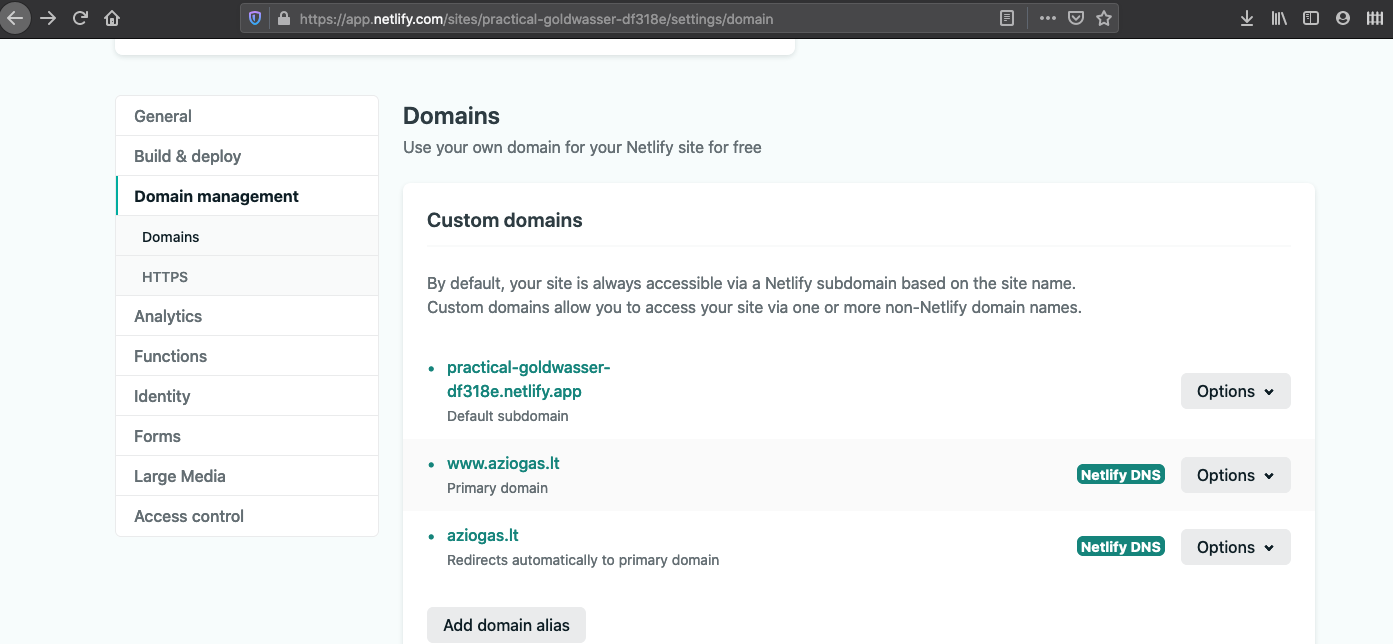 https://app.netlify.com/sites/practical-goldwasser-df318e/settings/domain
General
Build & deploy
Domain management
Domains
HTTPS
Analytics
Functions
Identity
Forms
Large Media
Access control
Domains
Use your own domain for your Netlify site for free
Custom domains
By default, your site is always accessible via a Netlify subdomain based on the site name.
Custom domains allow you to access your site via one or more non-Netlify domain names.
practical-goldwasser-
df318e.netlify.app
Default subdomain
Options
www.aziogas.lt
Primary domain
Netlify DNS
Options
aziogas.lt
Redirects automatically to primary domain
Netlify DNS
Options
Add domain alias